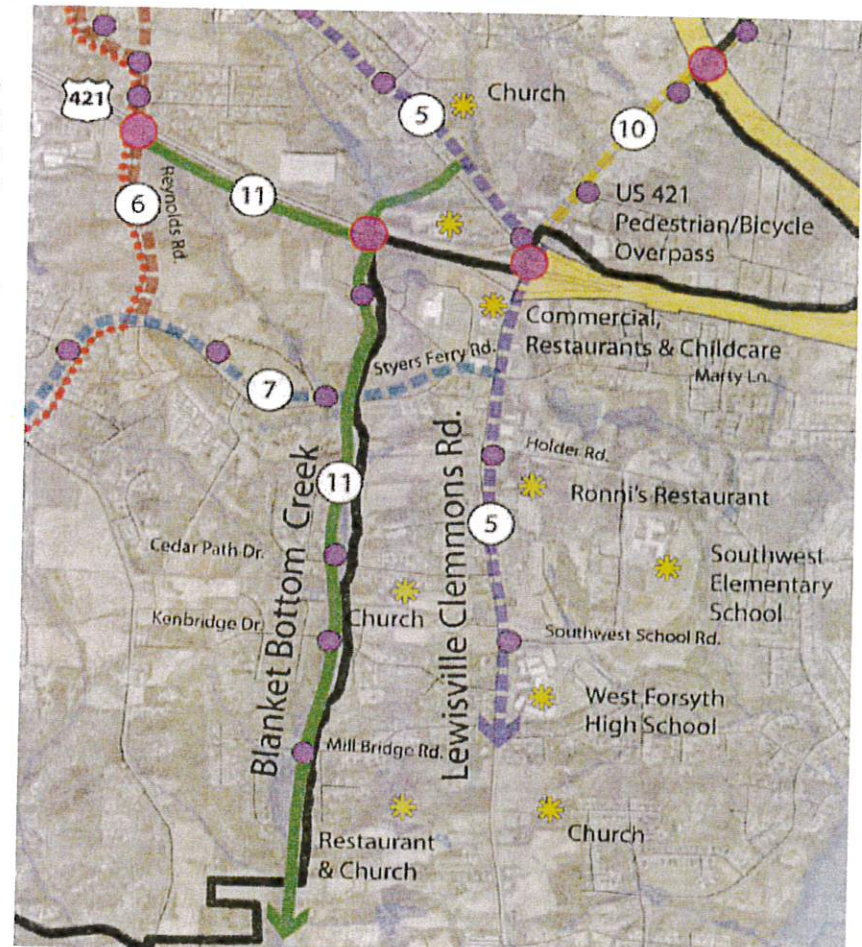 421
Church
5
10
6
Reynolds Rd.
11
US 421
Pedestrian/Bicycle
Overpass
Commercial,
Restaurants & Childcare
Styers Ferry Rd.
Marty Ln.
7
Blanket Bottom Creek
11
Lewisville Clemmons Rd.
Holder Rd.
Ronni's Restaurant
5
Cedar Path Dr.
Southwest
Elementary
School
Kenbridge Dr.
Church
Southwest School Rd.
West Forsyth
High School
Mill Bridge Rd.
Restaurant
& Church
Church